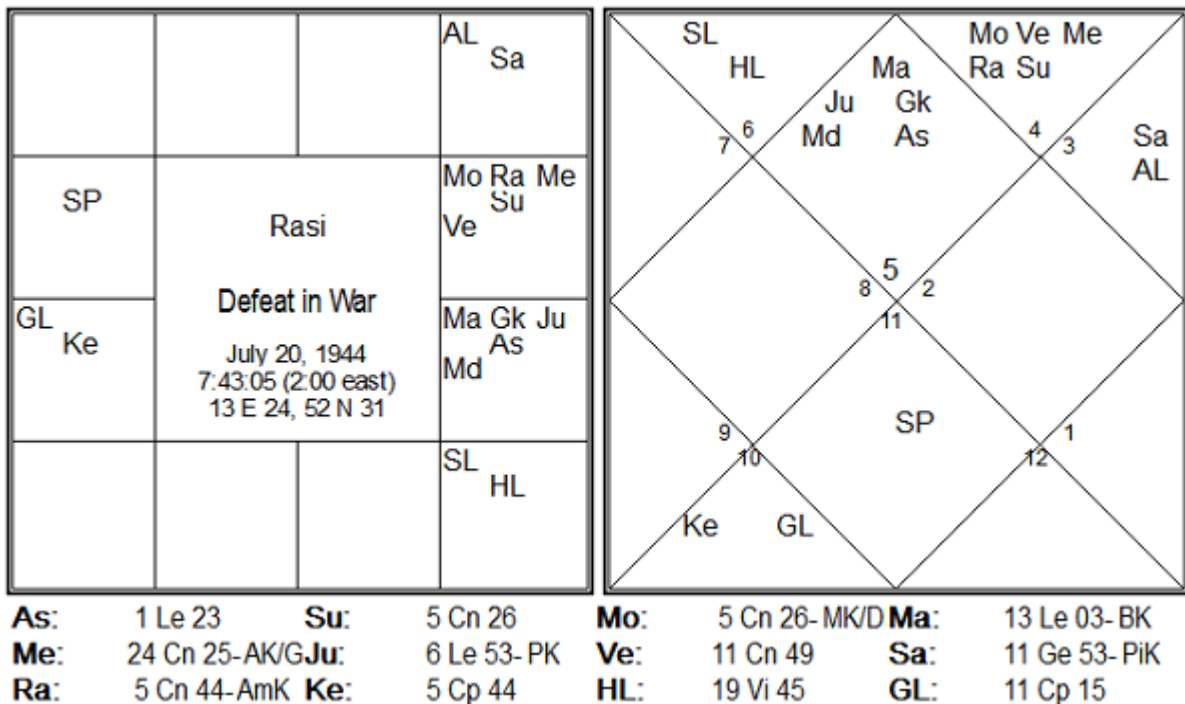 AL
Sa
SP
Mo Ra Me
Su
Ve
Rasi
Defeat in War
July 20, 1944
7:43:05 (2:00 east)
13 E 24, 52 N 31
GL
Ke
Ma Gk Ju
As
Md
SL
HL
SL
HL
Ma
Ju Gk
Md As
Mo Ve Me
Ra Su
7 6
4 3
Sa
AL
5
8 2
11
SP
9
10
1
12
Ke GL
As: 1 Le 23 Su: 5 Cn 26 Mo: 5 Cn 26- MK/D Ma: 13 Le 03- BK
Me: 24 Cn 25-AK/G Ju: 6 Le 53- PK Ve: 11 Cn 49 Sa: 11 Ge 53- PiK
Ra: 5 Cn 44-AmK Ke: 5 Cp 44 HL: 19 Vi 45 GL: 11 Cp 15